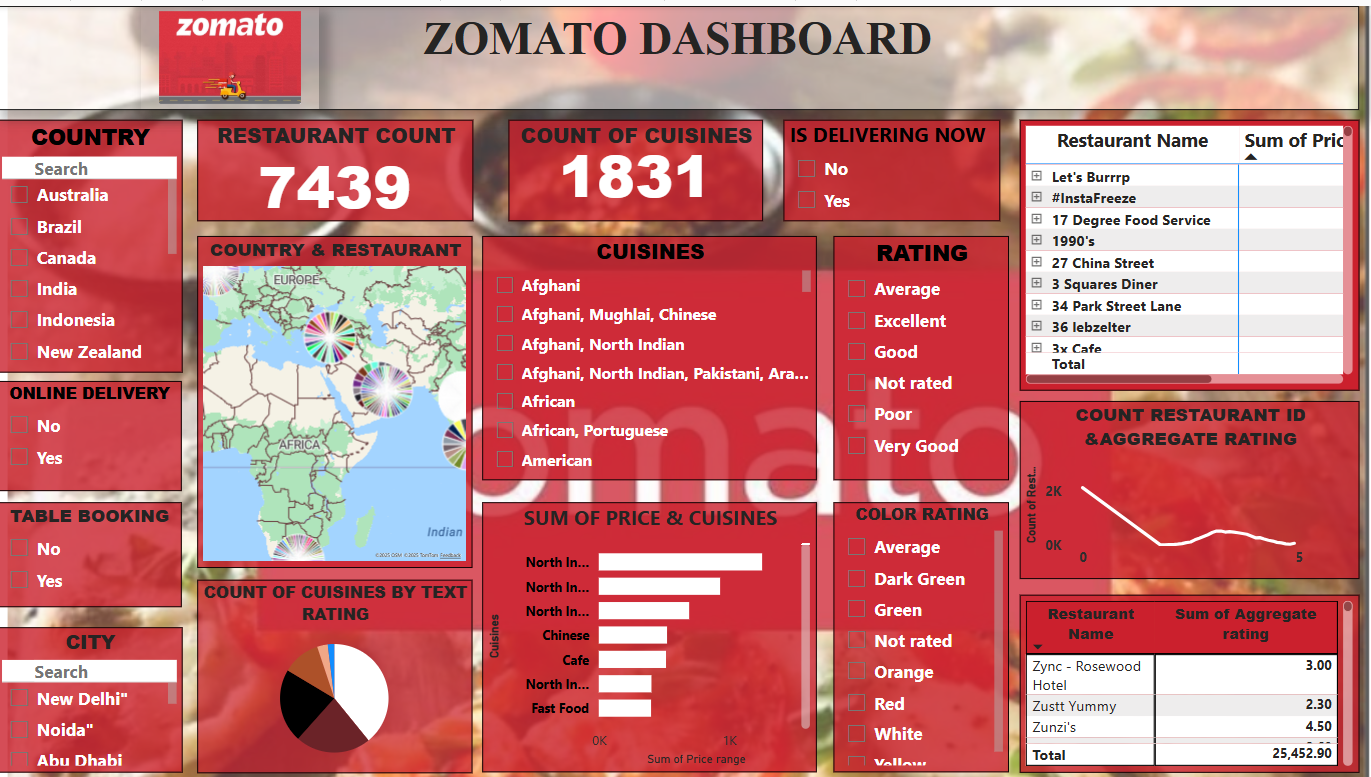 zomato
ZOMATO DASHBOARD
COUNTRY
Search
Australia
Brazil
Canada
India
Indonesia
New Zealand
ONLINE DELIVERY
No
Yes
TABLE BOOKING
No
Yes
CITY
Search
New Delhi"
Noida"
Abu Dhabi
RESTAURANT COUNT
7439
COUNT OF CUISINES
1831
IS DELIVERING NOW
No
Yes
COUNTRY & RESTAURANT
EUROPE
AFRICA
Indian
©2025 OSM ©2025 TomTom Feedback
COUNT OF CUISINES BY TEXT
RATING
CUISINES
Afghani
Afghani, Mughlai, Chinese
Afghani, North Indian
Afghani, North Indian, Pakistani, Ara...
African
African, Portuguese
American
SUM OF PRICE & CUISINES
Cuisines
North In...
North In...
North In...
Chinese
Cafe
North In...
Fast Food
0K 1K
Sum of Price range
RATING
Average
Excellent
Good
Not rated
Poor
Very Good
COLOR RATING
Average
Dark Green
Green
Not rated
Orange
Red
White
Yellow
Restaurant Name Sum of Pric
Let's Burrrp
#InstaFreeze
17 Degree Food Service
1990's
27 China Street
3 Squares Diner
34 Park Street Lane
36 lebzelter
3x Cafe
Total
COUNT RESTAURANT ID
&AGGREGATE RATING
Count of Rest...
2K
0K
0 5
Restaurant Name Sum of Aggregate rating
Zync - Rosewood Hotel 3.00
Zustt Yummy 2.30
Zunzi's 4.50
Total 25,452.90
omato